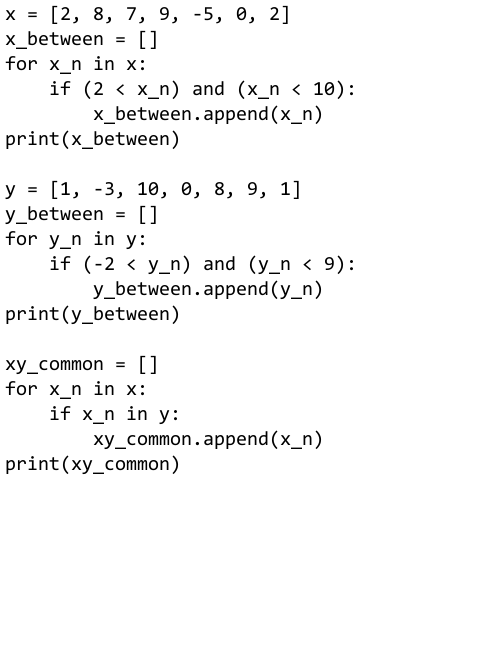 x = [2, 8, 7, 9, -5, 0, 2]
x_between = []
for x_n in x:
    if (2 < x_n) and (x_n < 10):
        x_between.append(x_n)
print(x_between)

y = [1, -3, 10, 0, 8, 9, 1]
y_between = []
for y_n in y:
    if (-2 < y_n) and (y_n < 9):
        y_between.append(y_n)
print(y_between)

xy_common = []
for x_n in x:
    if x_n in y:
        xy_common.append(x_n)
print(xy_common)